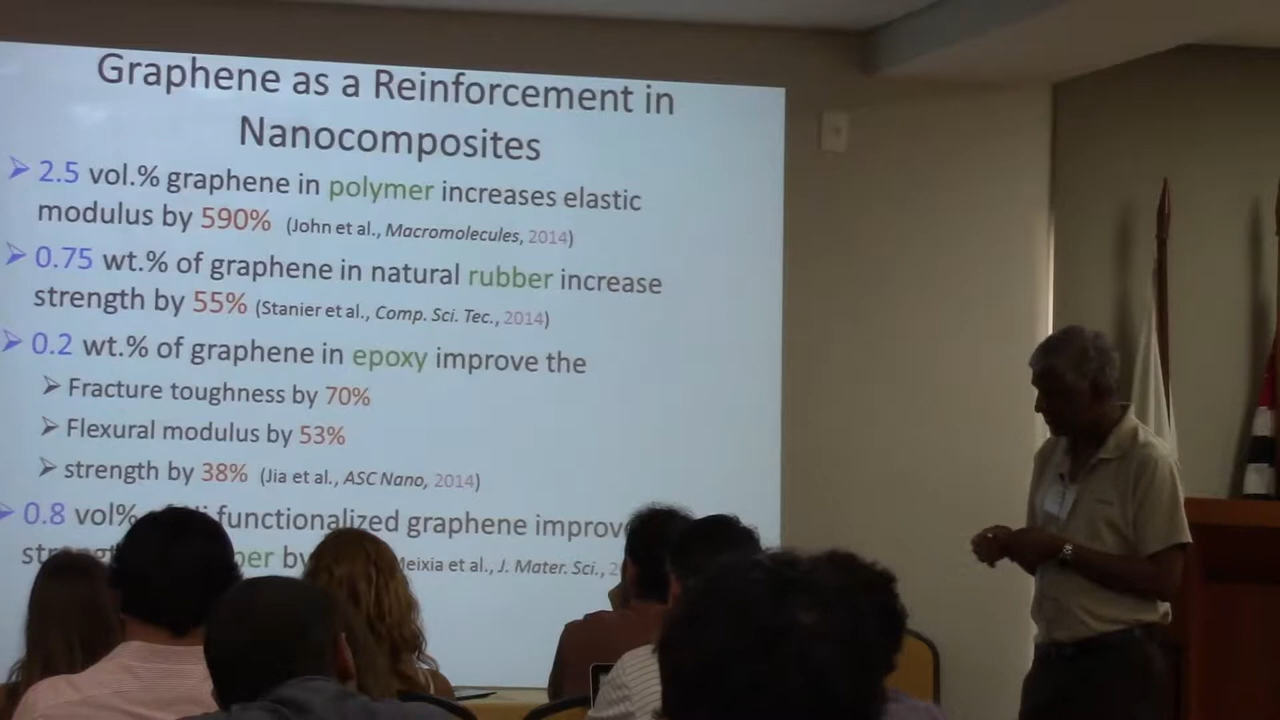 Graphene as a Reinforcement in
Nanocomposites
➢ 2.5 vol.% graphene in polymer increases elastic
modulus by 590% (John et al., Macromolecules, 2014)
➢ 0.75 wt.% of graphene in natural rubber increase
strength by 55% (Stanier et al., Comp. Sci. Tec., 2014)
➢ 0.2 wt.% of graphene in epoxy improve the
➢ Fracture toughness by 70%
➢ Flexural modulus by 53%
➢ strength by 38% (Jia et al., ASC Nano, 2014)
➢ 0.8 vol% functionalized graphene
by Meixia et al., J. Mater. Sci.,